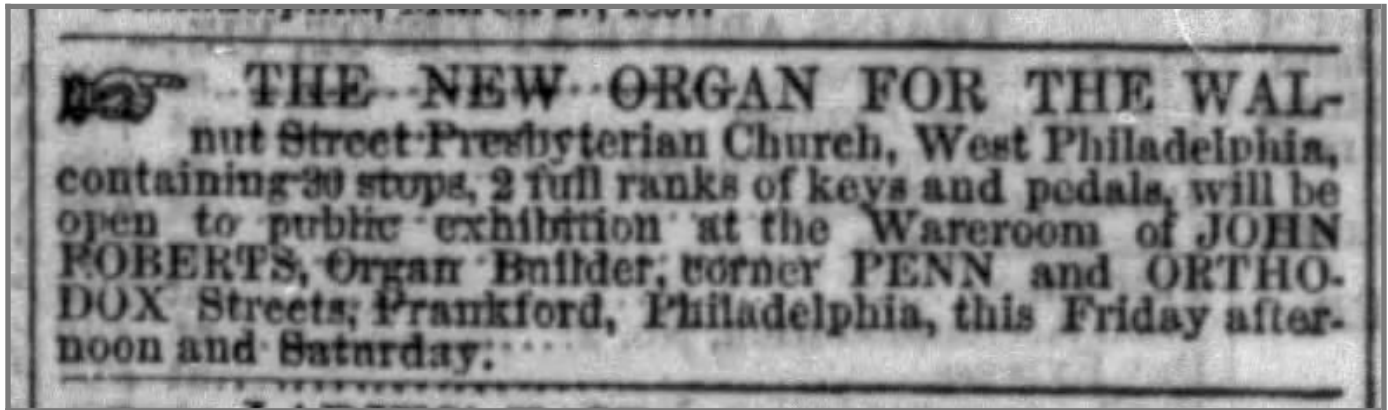 THE NEW ORGAN FOR THE WAL-
nut Street Presbyterian Church, West Philadelphia,
containing 30 stops, 2 full ranks of keys and pedals, will be
open to public exhibition at the Wareroom of JOHN
ROBERTS, Organ Builder, corner PENN and ORTHO-
DOX Streets, Frankford, Philadelphia, this Friday after-
noon and Saturday.